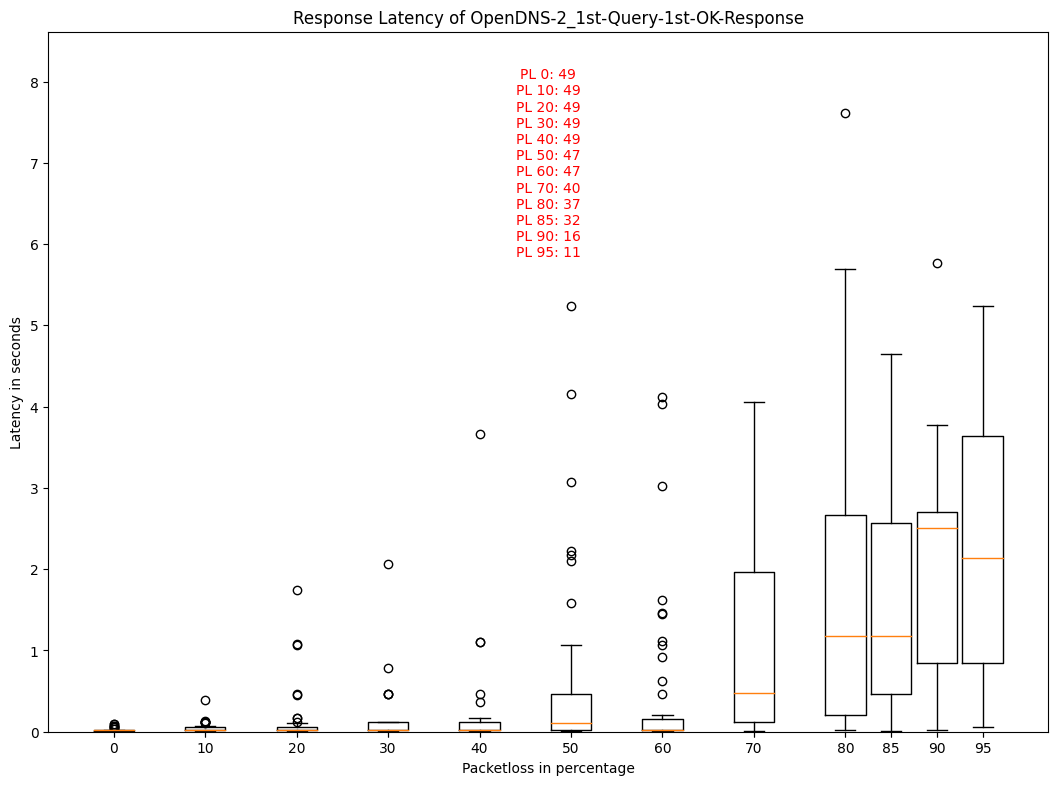 Response Latency of OpenDNS-2_1st-Query-1st-OK-Response
PL 0: 49
PL 10: 49
PL 20: 49
PL 30: 49
PL 40: 49
PL 50: 47
PL 60: 47
PL 70: 40
PL 80: 37
PL 85: 32
PL 90: 16
PL 95: 11
Latency in seconds
8
7
6
5
4
3
2
1
0
0 10 20 30 40 50 60 70 80 85 90 95
Packetloss in percentage